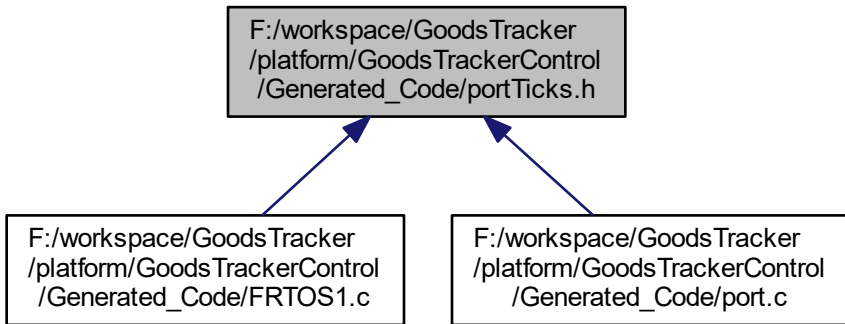 F:/workspace/GoodsTracker
/platform/GoodsTrackerControl
/Generated_Code/portTicks.h
F:/workspace/GoodsTracker
/platform/GoodsTrackerControl
/Generated_Code/FRTOS1.c
F:/workspace/GoodsTracker
/platform/GoodsTrackerControl
/Generated_Code/port.c